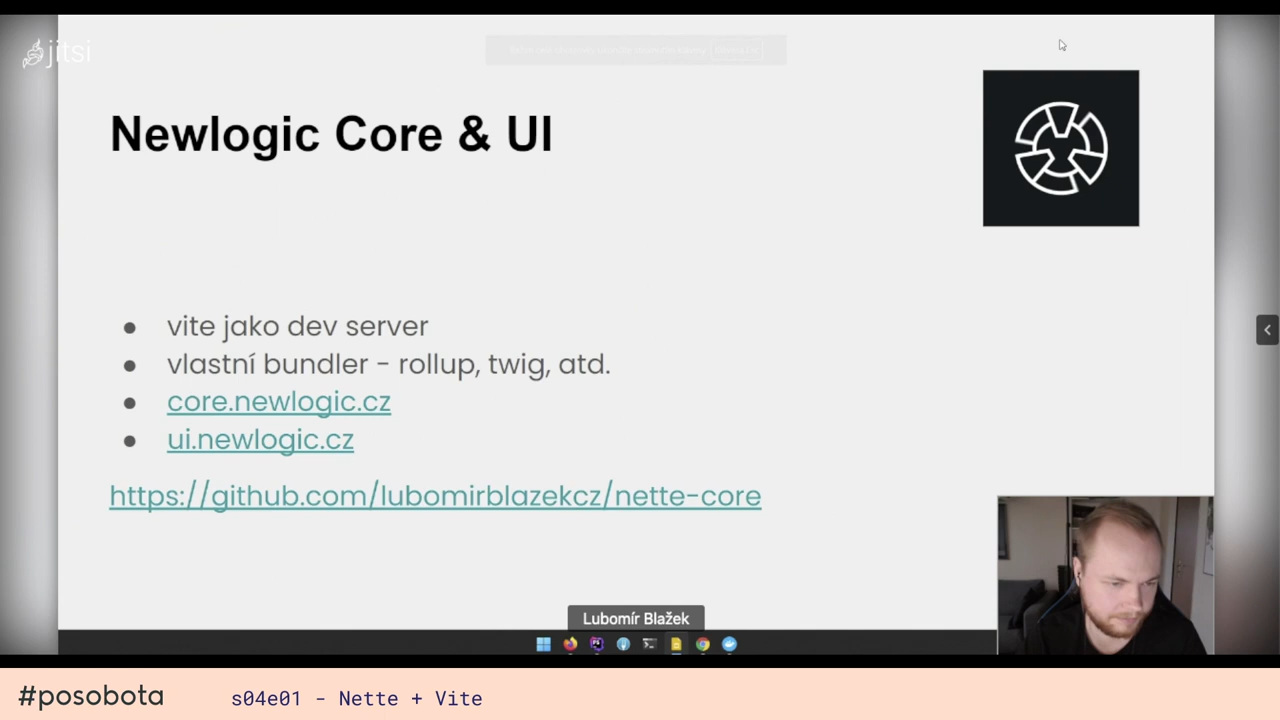 jitsi
Newlogic Core & UI
● vite jako dev server
● vlastní bundler - rollup, twig, atd.
● core.newlogic.cz
● ui.newlogic.cz
https://github.com/lubomirblazekcz/nette-core
Lubomír Blažek
#posobota
s04e01 - Nette + Vite